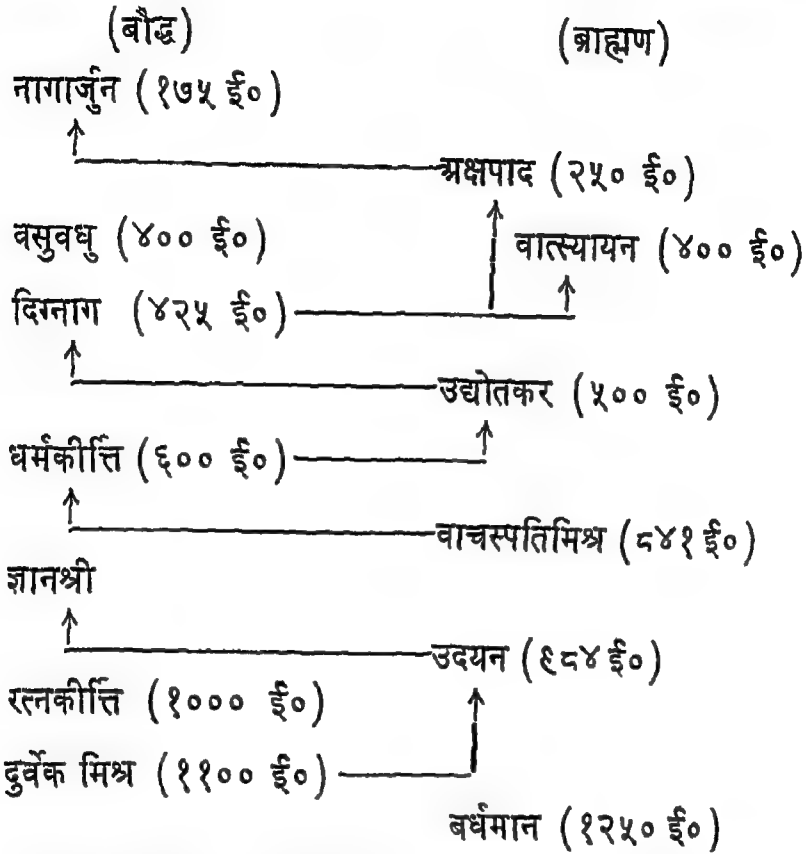 (बौद्ध) (ब्राह्मण)
नागार्जुन (१७५ ई०)
अक्षपाद (२५० ई०)
वसुवधु (४०० ई०) वात्स्यायन (४०० ई०)
दिग्नाग (४२५ ई०)
उद्योतकर (५०० ई०)
धर्मकीर्त्ति (६०० ई०)
वाचस्पतिमिश्र (८४१ ई०)
ज्ञानश्री
उदयन (९८४ ई०)
रत्नकीर्त्ति (१००० ई०)
दुर्वेक मिश्र (११०० ई०)
बर्धमान (१२५० ई०)